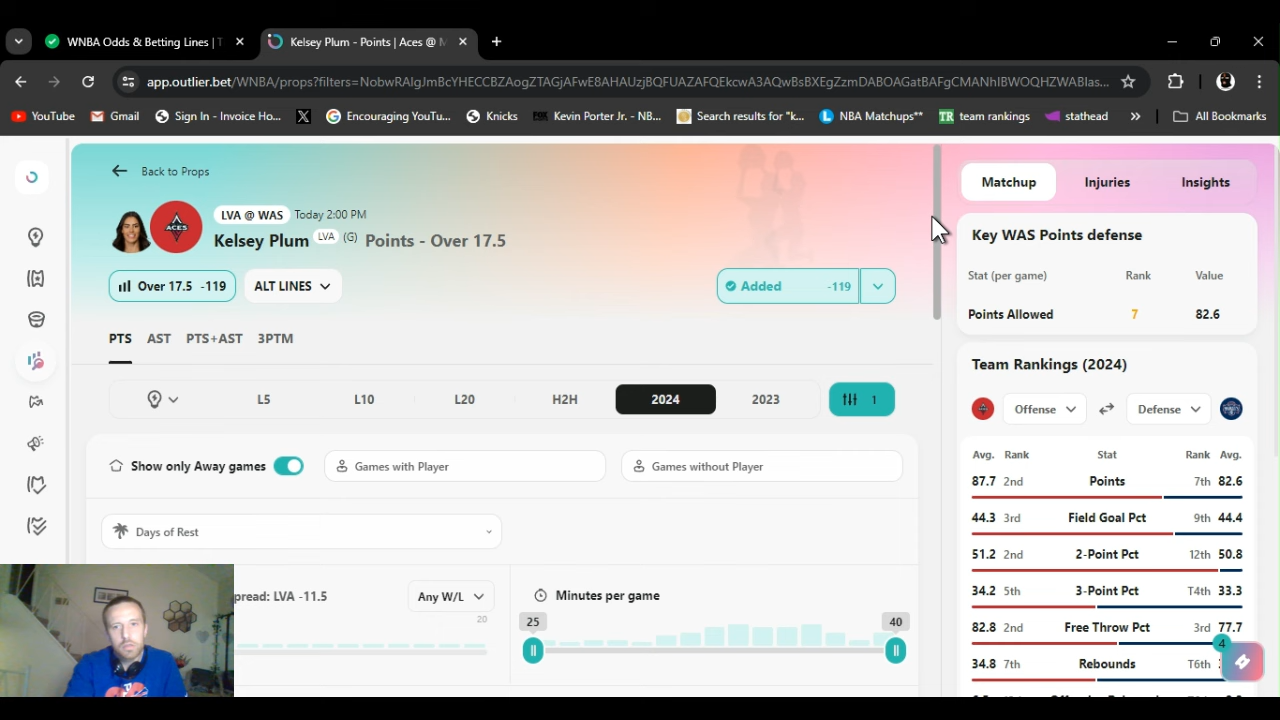 WNBA Odds & Betting Lines | T
Kelsey Plum - Points | Aces @ M
app.outlier.bet/WNBA/props?filters=
YouTube
Gmail
Sign In - Invoice Ho...
Knicks
Kevin Porter Jr. - NB...
Search results for "k...
NBA Matchups**
TR team rankings
stathead
»
All Bookmarks
Back to Props
LVA @ WAS Today 2:00 PM
Kelsey Plum LVA (G) Points - Over 17.5
ACES
Over 17.5 -119 ALT LINES
Added -119
PTS AST PTS+AST 3PTM
L5 L10 L20 H2H 2024 2023 1
Show only Away games
Games with Player
Games without Player
Days of Rest
pread: LVA -11.5
Any W/L
20
Minutes per game
25 40
Matchup Injuries Insights
Key WAS Points defense
Stat (per game) Rank Value
Points Allowed 7 82.6
Team Rankings (2024)
Offense Defense
Avg. Rank Stat Rank Avg.
87.7 2nd Points 7th 82.6
44.3 3rd Field Goal Pct 9th 44.4
51.2 2nd 2-Point Pct 12th 50.8
34.2 5th 3-Point Pct T4th 33.3
82.8 2nd Free Throw Pct 3rd 77.7
4
34.8 7th Rebounds T6th